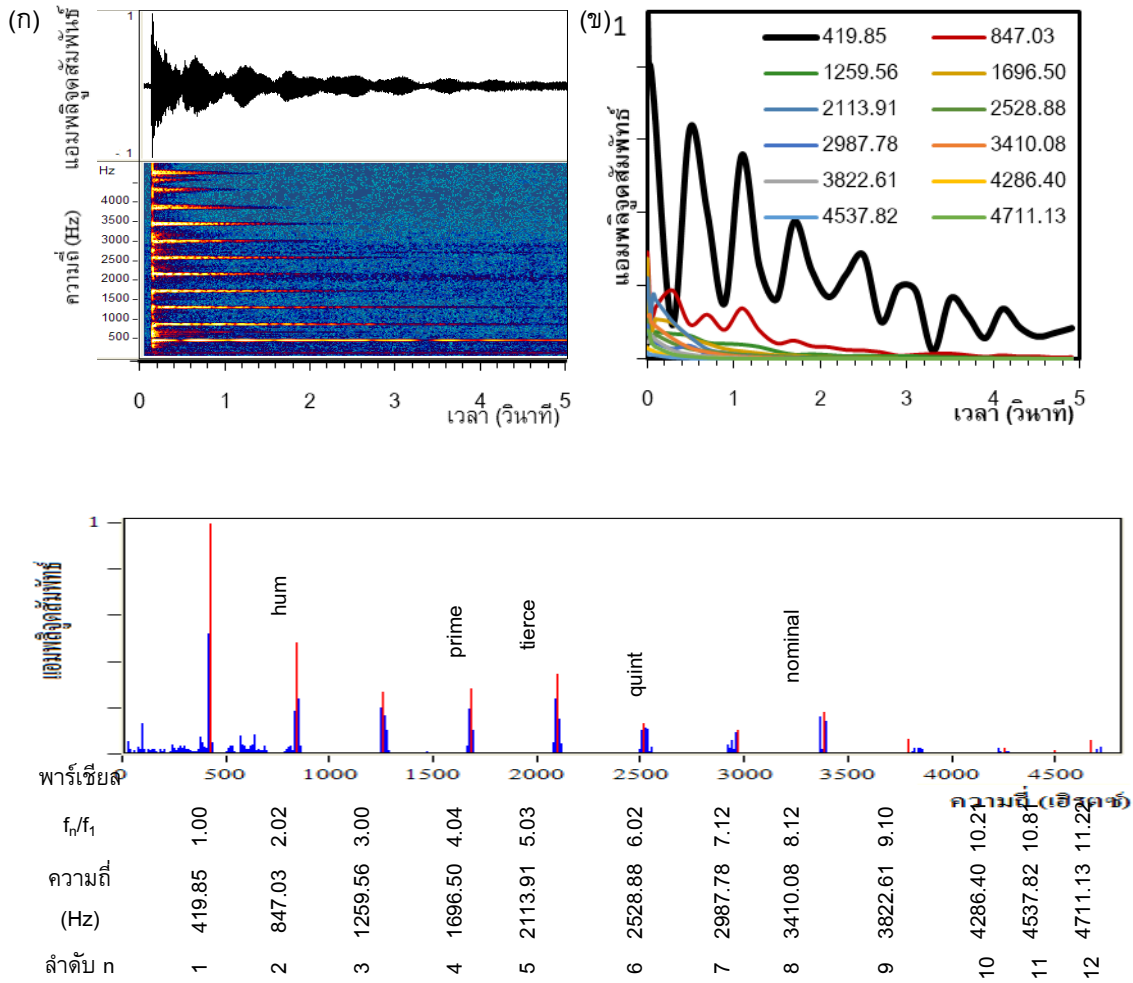 (ก)
แอมพลิจูดสัมพันธ์
1
- 1
Hz
4000
3500
3000
2500
2000
1500
1000
500
ความถี่ (Hz)
0 1 2 3 4 5
เวลา (วินาที)
(ข)
1
แอมพลิจูดสัมพัทธ์
419.85 847.03
1259.56 1696.50
2113.91 2528.88
2987.78 3410.08
3822.61 4286.40
4537.82 4711.13
0 1 2 3 4 5
เวลา (วินาที)
1
แอมพลิจูดสัมพัทธ์
hum
prime
tierce
quint
nominal
0 500 1000 1500 2000 2500 3000 3500 4000 4500
ความถี่ (เฮิรตซ์)
พาร์เชียล
fn/f1 1.00 2.02 3.00 4.04 5.03 6.02 7.12 8.12 9.10 10.21 10.81 11.22
ความถี่
(Hz) 419.85 847.03 1259.56 1696.50 2113.91 2528.88 2987.78 3410.08 3822.61 4286.40 4537.82 4711.13
ลำดับ n 1 2 3 4 5 6 7 8 9 10 11 12